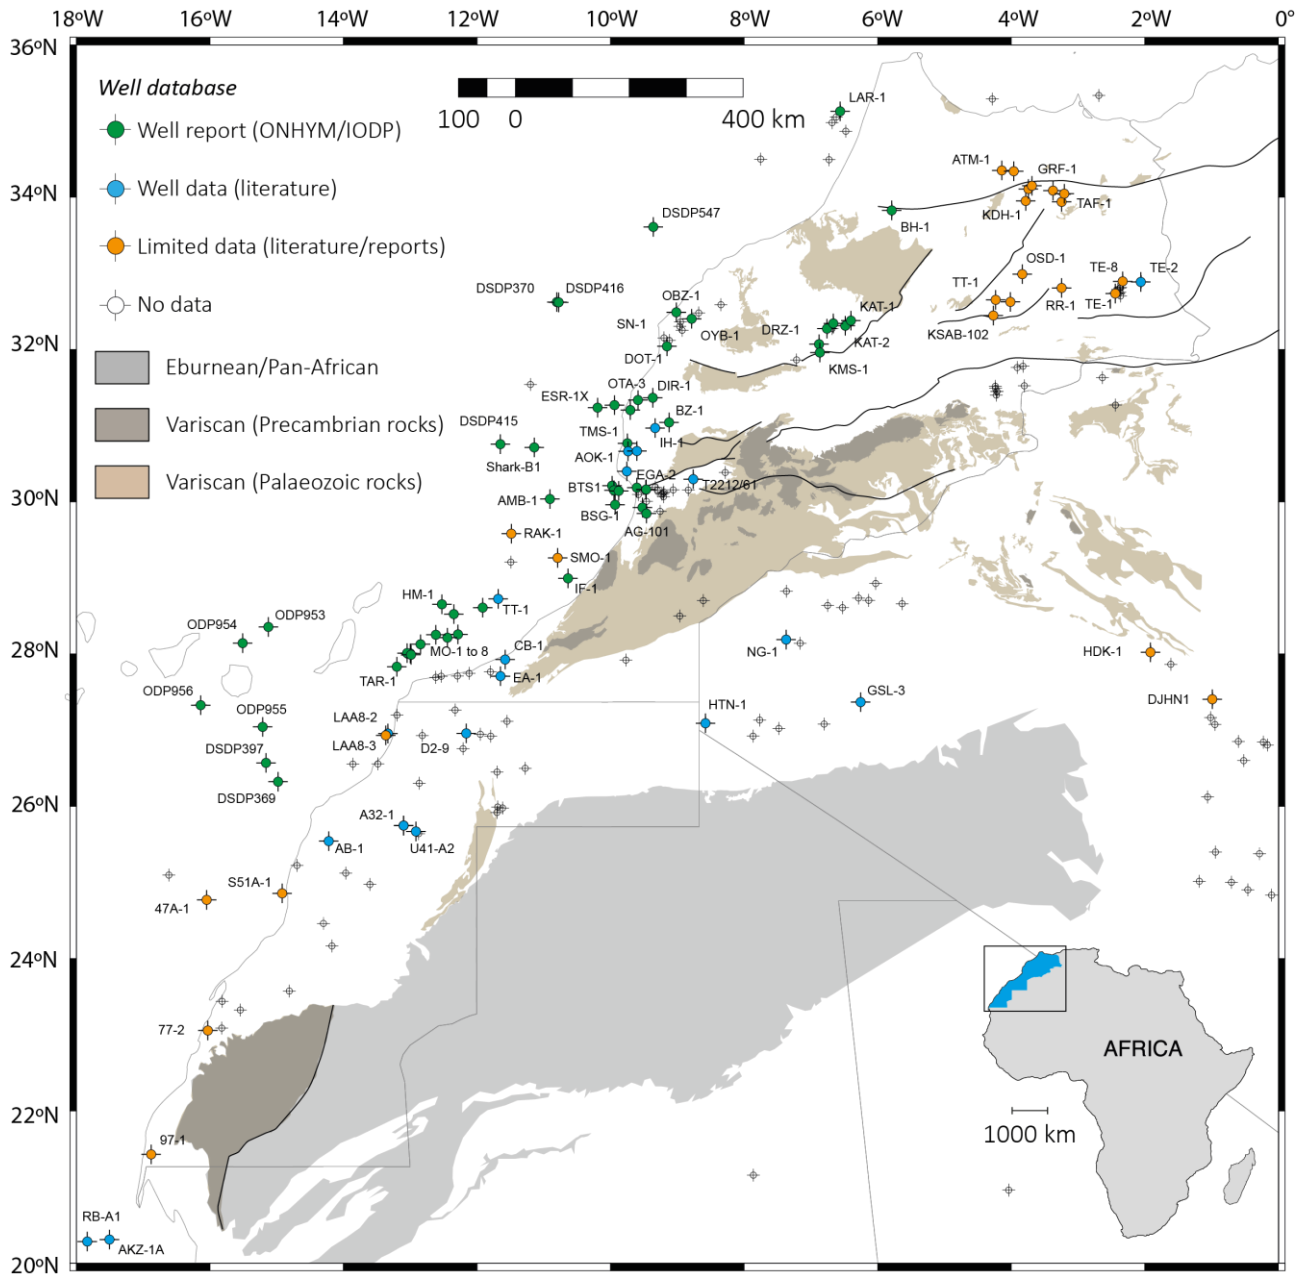 18ºW 16ºW 14ºW 12ºW 10ºW 8ºW 6ºW 4ºW 2ºW 0º
36ºN
34ºN
32ºN
30ºN
28ºN
26ºN
24ºN
22ºN
20ºN
Well database
Well report (ONHYM/IODP)
Well data (literature)
Limited data (literature/reports)
No data
Eburnean/Pan-African
Variscan (Precambrian rocks)
Variscan (Palaeozoic rocks)
100 0 400 km
LAR-1
ATM-1
GRF-1
KDH-1
TAF-1
BH-1
DSDP547
OSD-1
TE-8
TE-2
TT-1
TE-1
RR-1
KSAB-102
DSDP370
DSDP416
OBZ-1
SN-1
OYB-1
DRZ-1
KAT-1
KAT-2
DOT-1
KMS-1
OTA-3
DIR-1
ESR-1X
BZ-1
DSDP415
TMS-1
IH-1
Shark-B1
AOK-1
EGA-2
T2212/61
BTS1
AMB-1
BSG-1
AG-101
RAK-1
SMO-1
IF-1
HM-1
TT-1
ODP953
ODP954
MO-1 to 8
CB-1
NG-1
HDK-1
TAR-1
EA-1
ODP956
GSL-3
DJHN1
HTN-1
ODP955
LAA8-2
LAA8-3
D2-9
DSDP397
DSDP369
A32-1
U41-A2
AB-1
S51A-1
47A-1
77-2
97-1
RB-A1
AKZ-1A
AFRICA
1000 km